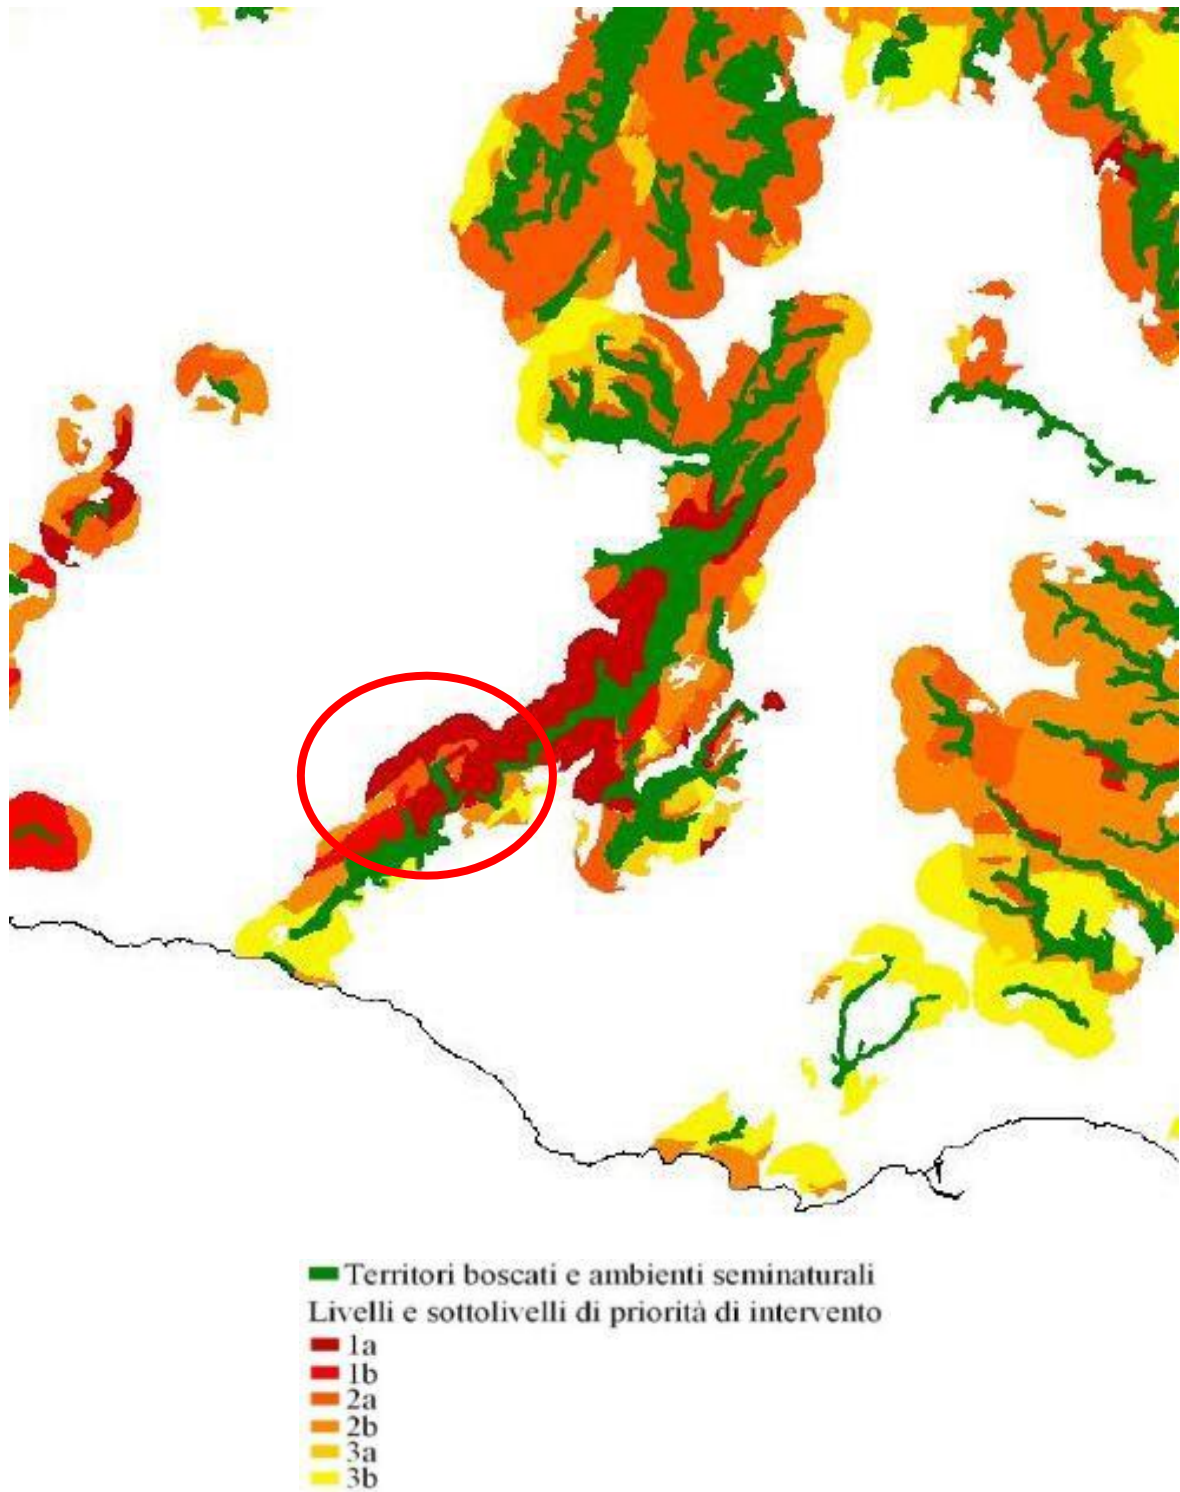 Territori boscati e ambienti seminaturali
Livelli e sottolivelli di priorità di intervento
1a
1b
2a
2b
3a
3b